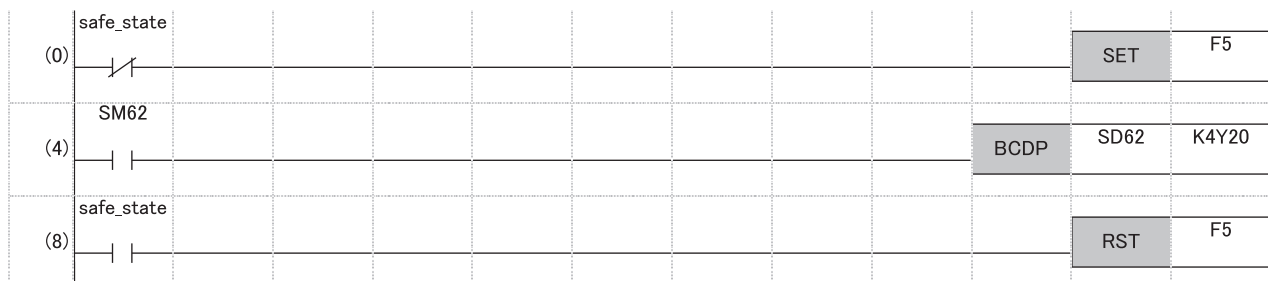 safe_state
(0) SET F5
SM62
(4) BCDP SD62 K4Y20
safe_state
(8) RST F5